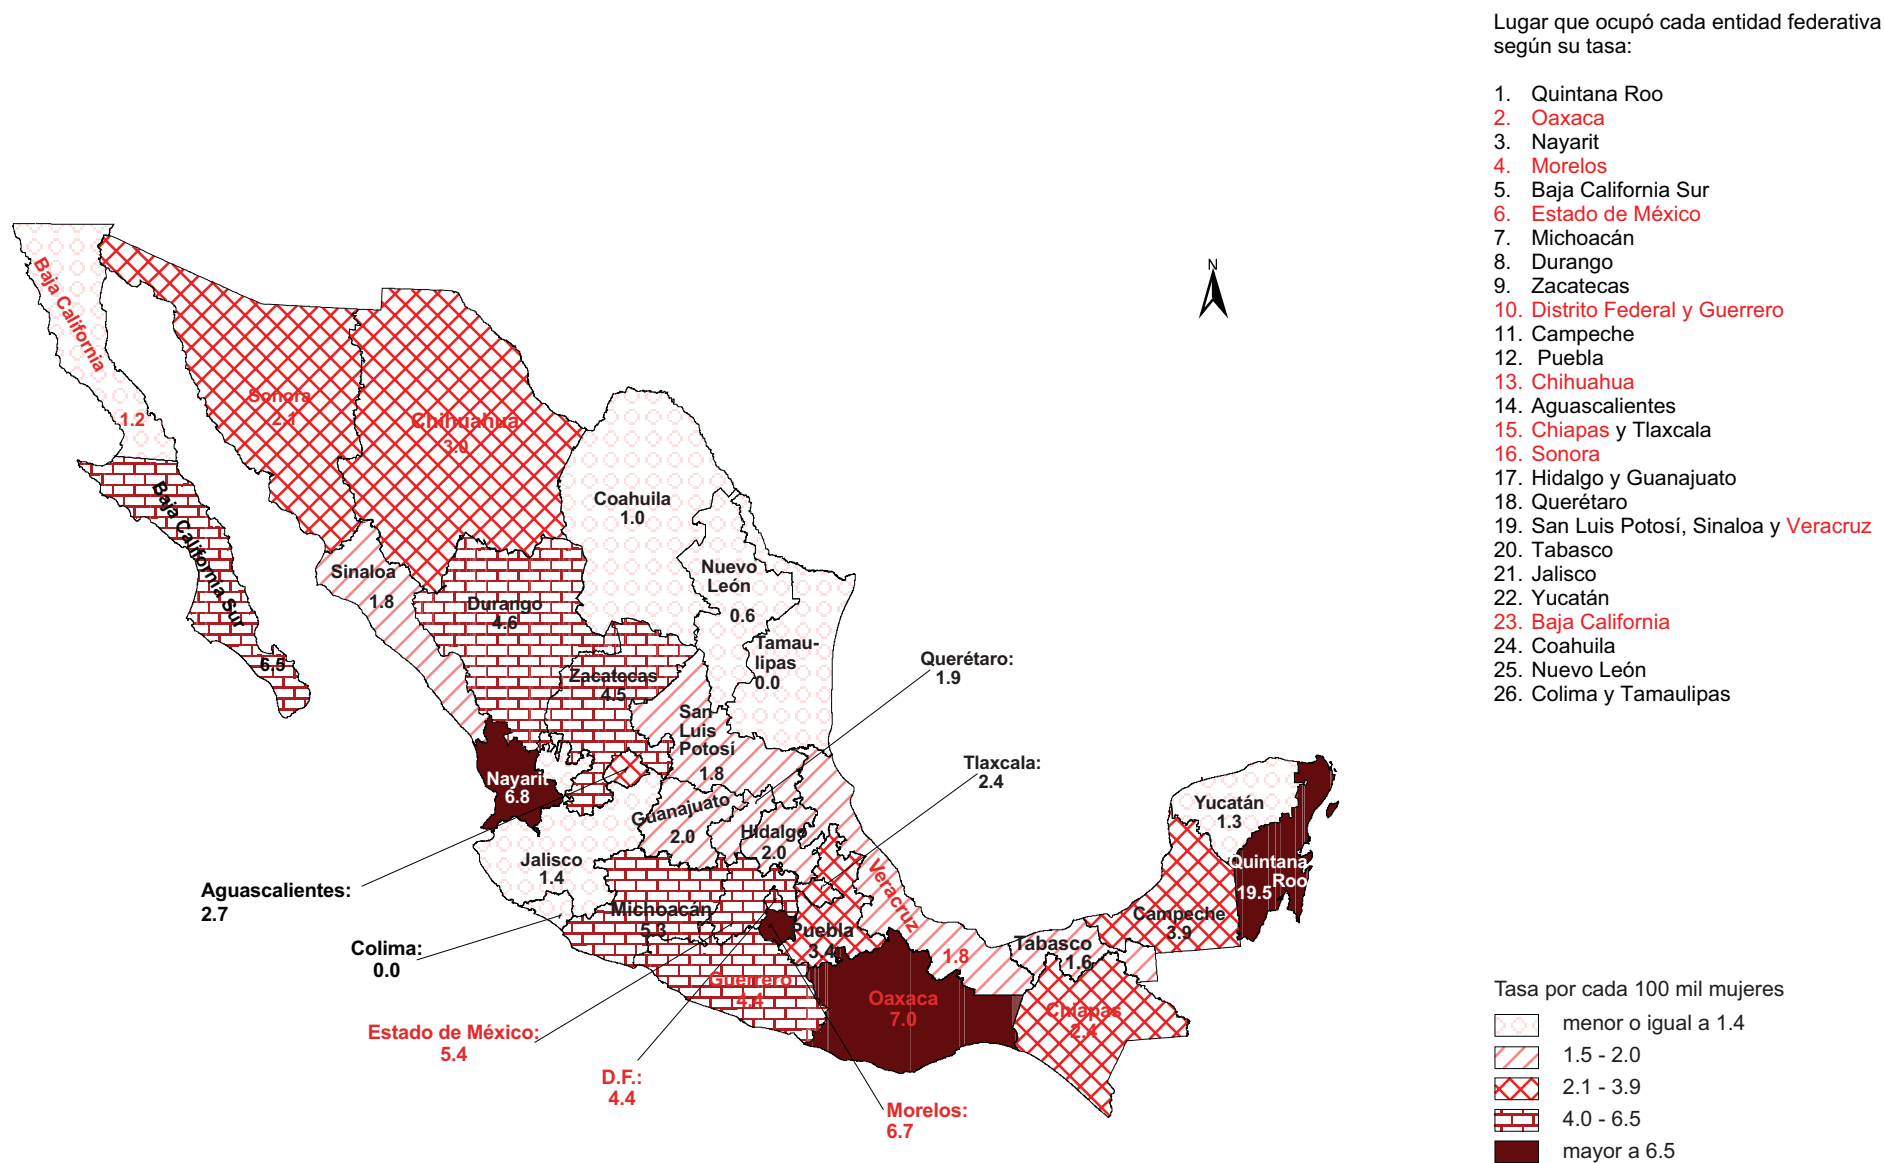 Lugar que ocupó cada entidad federativa
según su tasa:
1. Quintana Roo
2. Oaxaca
3. Nayarit
4. Morelos
5. Baja California Sur
6. Estado de México
7. Michoacán
8. Durango
9. Zacatecas
10. Distrito Federal y Guerrero
11. Campeche
12. Puebla
13. Chihuahua
14. Aguascalientes
15. Chiapas y Tlaxcala
16. Sonora
17. Hidalgo y Guanajuato
18. Querétaro
19. San Luis Potosí, Sinaloa y Veracruz
20. Tabasco
21. Jalisco
22. Yucatán
23. Baja California
24. Coahuila
25. Nuevo León
26. Colima y Tamaulipas
N
Baja California
1.2
Sonora
2.1
Chihuahua
3.0
Coahuila
1.0
Baja California Sur
6.5
Sinaloa
1.8
Durango
4.6
Nuevo
León
0.6
Tamau-
lipas
0.0
Zacatecas
4.5
San
Luis
Potosí
1.8
Querétaro:
1.9
Tlaxcala:
2.4
Nayarit
6.8
Guanajuato
2.0
Hidalgo
2.0
Jalisco
1.4
Aguascalientes:
2.7
Colima:
0.0
Michoacán
5.3
Veracruz
1.8
Puebla
3.4
Guerrero
4.4
Oaxaca
7.0
Estado de México:
5.4
D.F.:
4.4
Morelos:
6.7
Tabasco
1.6
Chiapas
2.4
Campeche
3.9
Yucatán
1.3
Quintana
Roo
19.5
Tasa por cada 100 mil mujeres
menor o igual a 1.4
1.5 - 2.0
2.1 - 3.9
4.0 - 6.5
mayor a 6.5